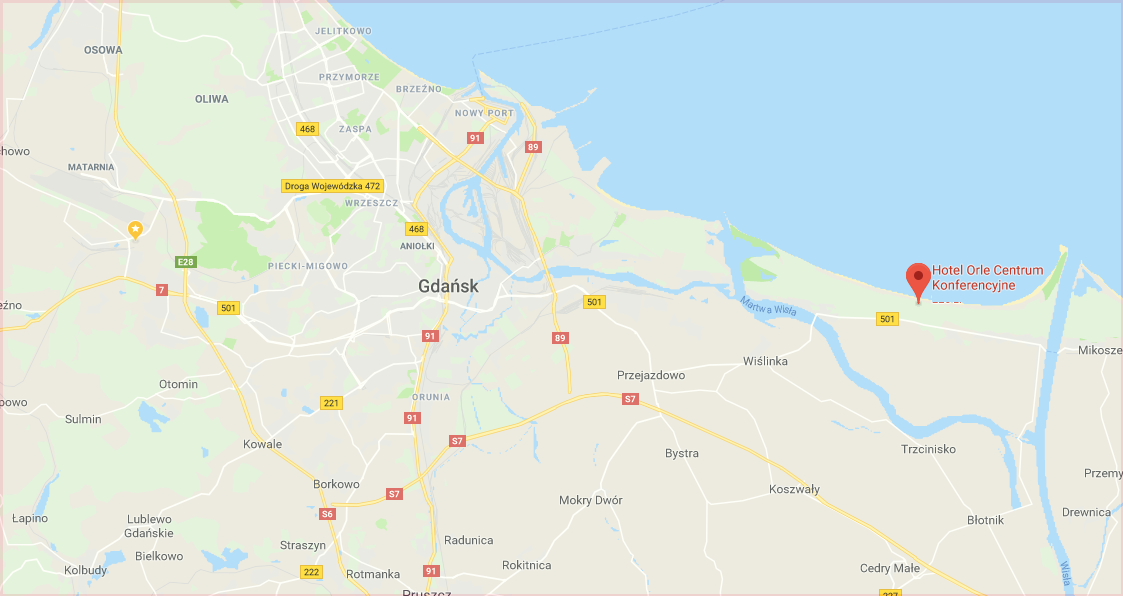 JELITKOWO
OSOWA
PRZYMORZE
BRZEŹNO
OLIWA
NOWY PORT
468
ZASPA
91
89
MATARNIA
Droga Wojewódzka 472
WRZESZCZ
468
ANIOŁKI
E28
PIECKI-MIGOWO
Hotel Orle Centrum
Konferencyjne
Gdańsk
7
501
501
Martwa Wisła
501
91
89
Mikosze
Wiślinka
Przejazdowo
Otomin
ORUNIA
S7
221
91
Sulmin
S7
Kowale
Trzcinisko
Bystra
Przemy
Borkowo
Koszwały
S7
Mokry Dwór
S6
Drewnica
Łapino
Lublewo
Gdańskie
Błotnik
Straszyn
Radunica
Bielkowo
Rokitnica
Kolbudy
222
Rotmanka
91
Cedry Małe
Wisła
Pruszcz
227